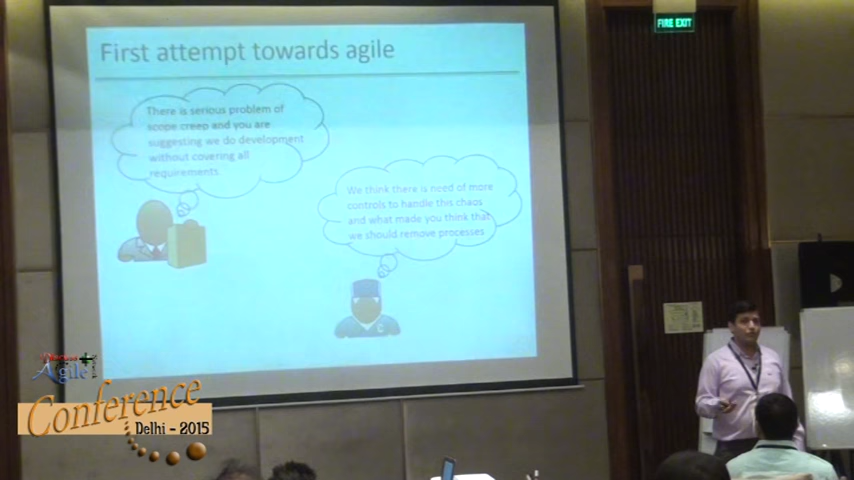 FIRE EXIT
First attempt towards agile
There is serious problem of
scope creep and you are
suggesting we do development
without covering all
requirements
We think there is need of more
controls to handle this chaos
and what made you think that
we should remove processes
C
Agile
Conference
Delhi - 2015